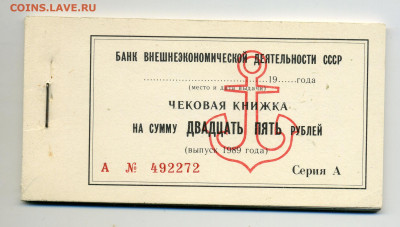 COINS.LAV.RU
БАНК ВНЕШНЕЭКОНОМИЧЕСКОЙ ДЕЯТЕЛЬНОСТИ СССР
19......года
(место и дата выдачи)
ЧЕКОВАЯ КНИЖКА
НА СУММУ ДВАДЦАТЬ ПЯТЬ РУБЛЕЙ
(выпуск 1989 года)
А № 492272 Серия А